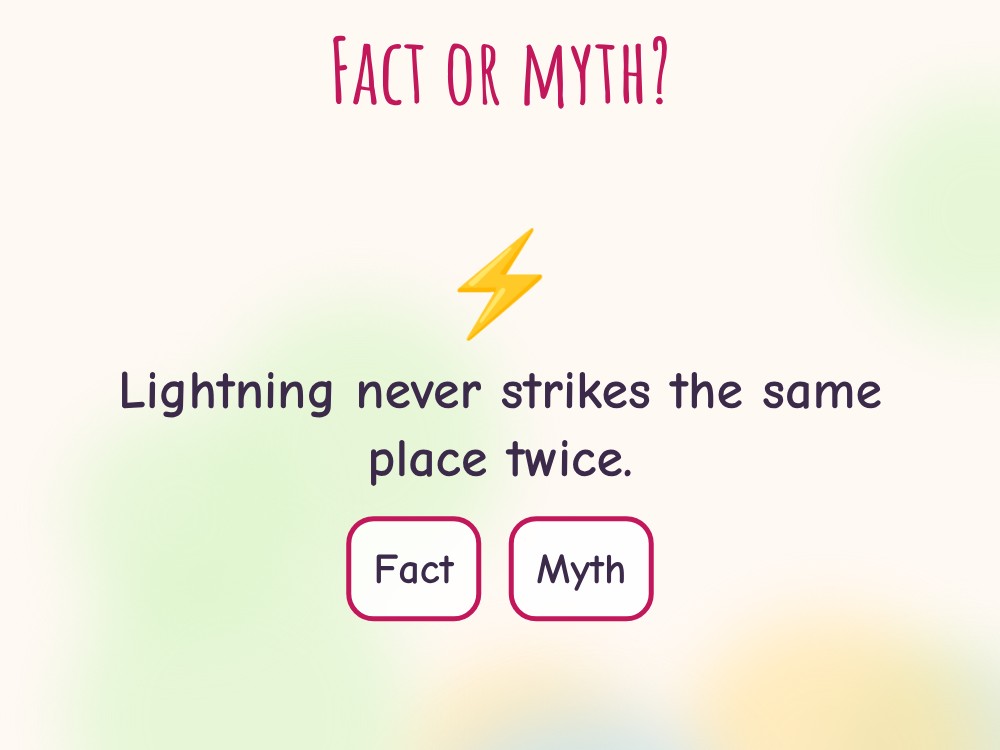 Fact or myth?
Lightning never strikes the same
place twice.
Fact
Myth